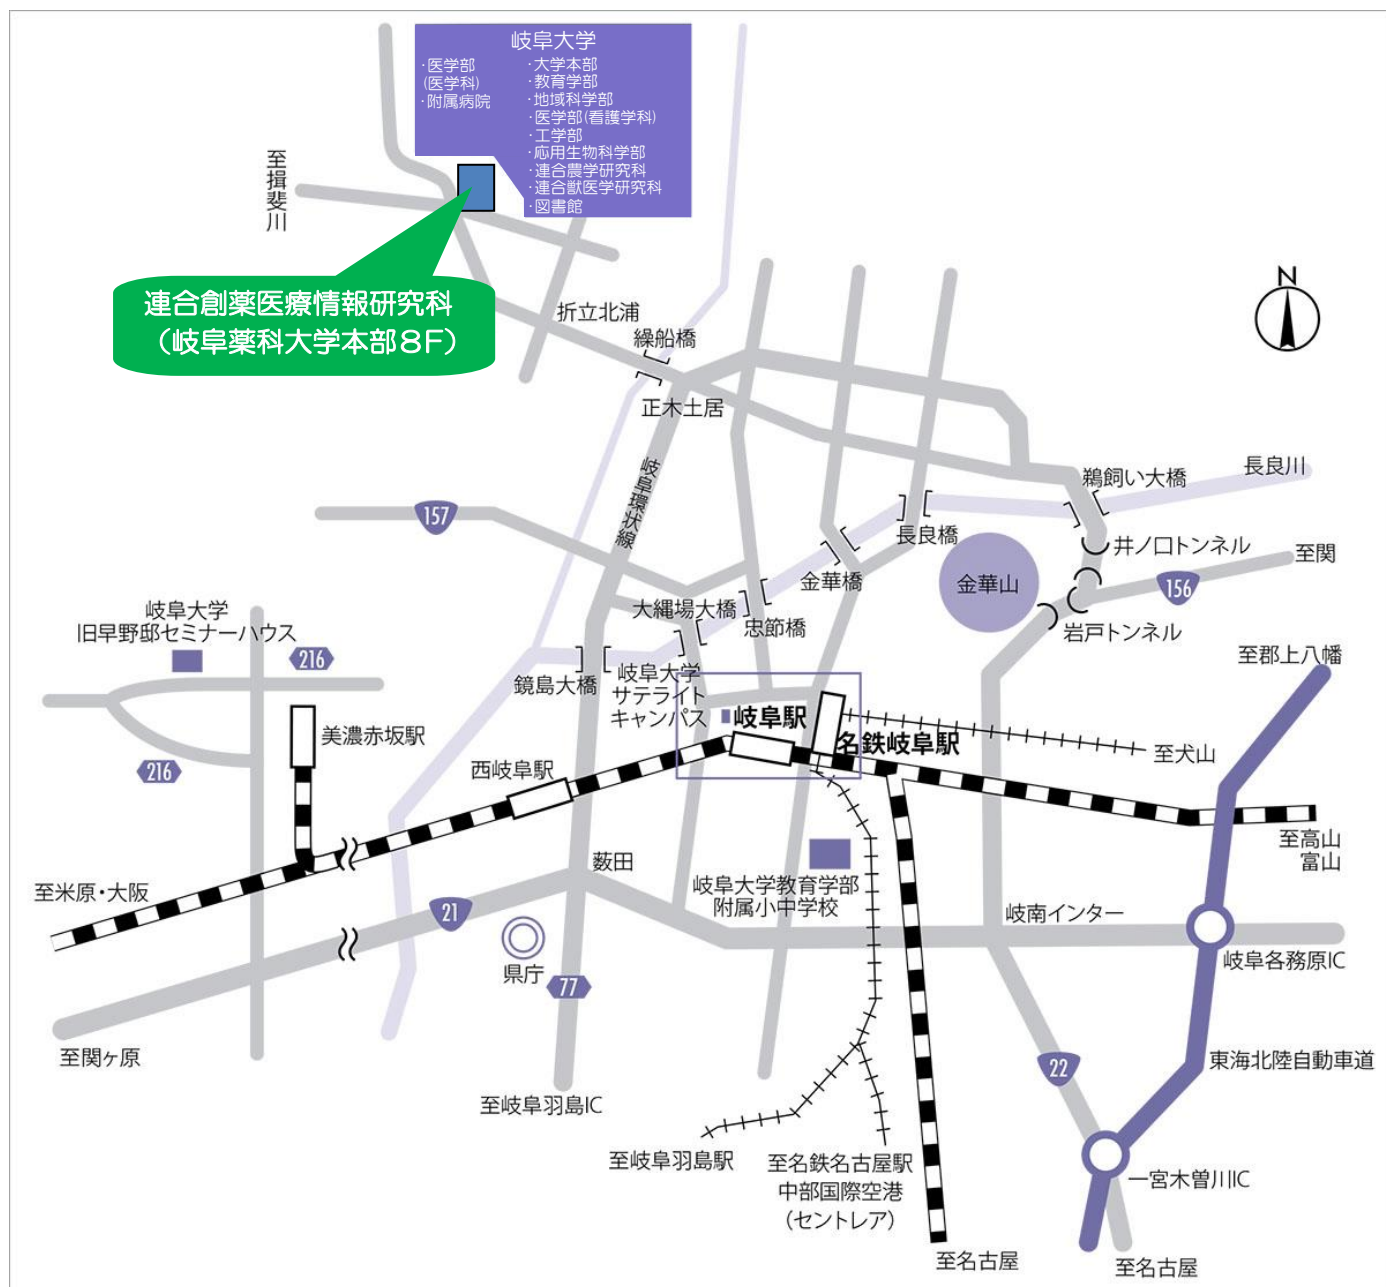 岐阜大学
・医学部
(医学科)
・附属病院
・大学本部
・教育学部
・地域科学部
・医学部(看護学科)
・工学部
・応用生物科学部
・連合農学研究科
・連合獣医学研究科
・図書館
至揖斐川
連合創薬医療情報研究科
（岐阜薬科大学本部８F）
N
折立北浦
繰船橋
正木土居
岐阜環状線
157
鵜飼い大橋
長良川
長良橋
井ノ口トンネル
至関
金華橋
金華山
156
大縄場大橋
忠節橋
岩戸トンネル
岐阜大学
旧早野邸セミナーハウス
216
至郡上八幡
鏡島大橋
岐阜大学
サテライト
キャンパス
岐阜駅
名鉄岐阜駅
美濃赤坂駅
至犬山
216
西岐阜駅
至高山
富山
薮田
岐阜大学教育学部
附属小中学校
至米原・大阪
21
岐南インター
県庁
岐阜各務原IC
77
至関ヶ原
22
東海北陸自動車道
至岐阜羽島IC
至岐阜羽島駅
至名鉄名古屋駅
中部国際空港
（セントレア）
一宮木曽川IC
至名古屋
至名古屋